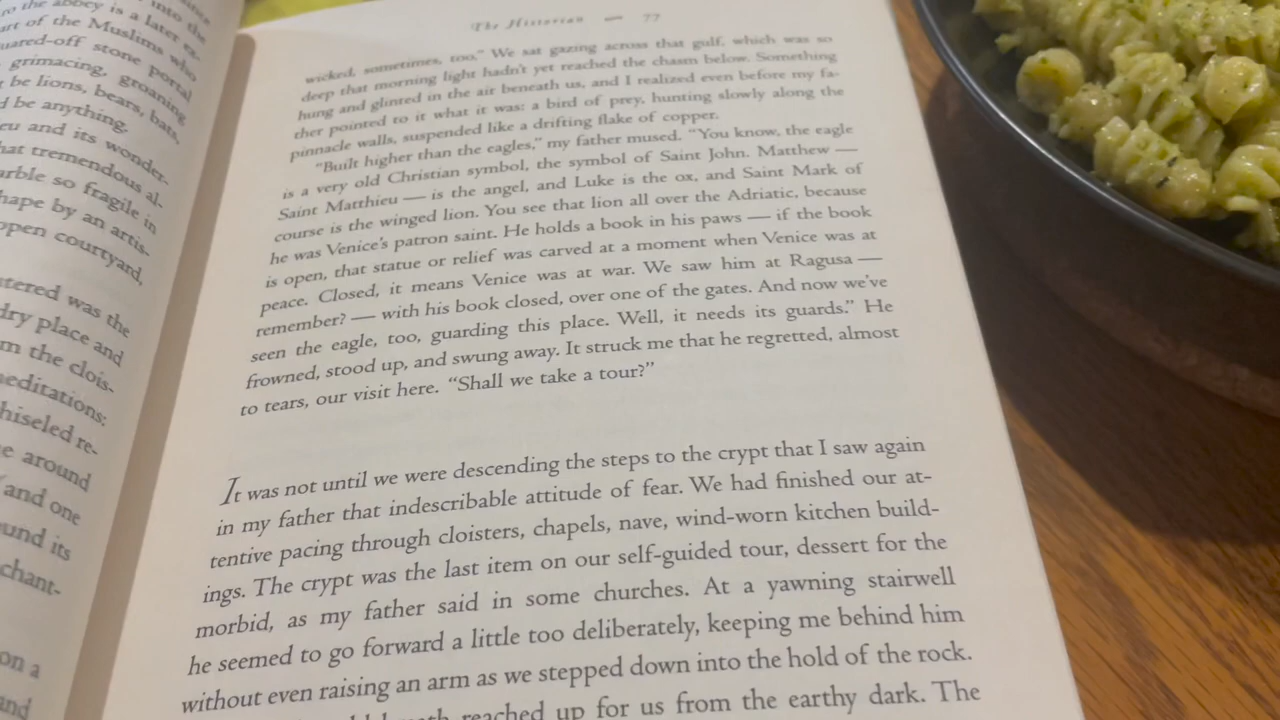 into the
to the abbey is a later ex-
art of the Muslims who
uared-off stone portal
grimacing, groaning
t be lions, bears, bats,
d be anything.
eu and its wonder-
hat tremendous al-
arble so fragile in
hape by an artis-
open courtyard,
stered was the
dry place and
m the clois-
meditations:
hiseled re-
e around
and one
und its
chant-
on a
and
The Historian — 77
wicked, sometimes, too.” We sat gazing across that gulf, which was so
deep that morning light hadn’t yet reached the chasm below. Something
hung and glinted in the air beneath us, and I realized even before my fa-
ther pointed to it what it was: a bird of prey, hunting slowly along the
pinnacle walls, suspended like a drifting flake of copper.
“Built higher than the eagles,” my father mused. “You know, the eagle
is a very old Christian symbol, the symbol of Saint John. Matthew —
Saint Matthieu — is the angel, and Luke is the ox, and Saint Mark of
course is the winged lion. You see that lion all over the Adriatic, because
he was Venice’s patron saint. He holds a book in his paws — if the book
is open, that statue or relief was carved at a moment when Venice was at
peace. Closed, it means Venice was at war. We saw him at Ragusa —
remember? — with his book closed, over one of the gates. And now we’ve
seen the eagle, too, guarding this place. Well, it needs its guards.” He
frowned, stood up, and swung away. It struck me that he regretted, almost
to tears, our visit here. “Shall we take a tour?”
It was not until we were descending the steps to the crypt that I saw again
in my father that indescribable attitude of fear. We had finished our at-
tentive pacing through cloisters, chapels, nave, wind-worn kitchen build-
ings. The crypt was the last item on our self-guided tour, dessert for the
morbid, as my father said in some churches. At a yawning stairwell
he seemed to go forward a little too deliberately, keeping me behind him
without even raising an arm as we stepped down into the hold of the rock.
reached up for us from the earthy dark. The